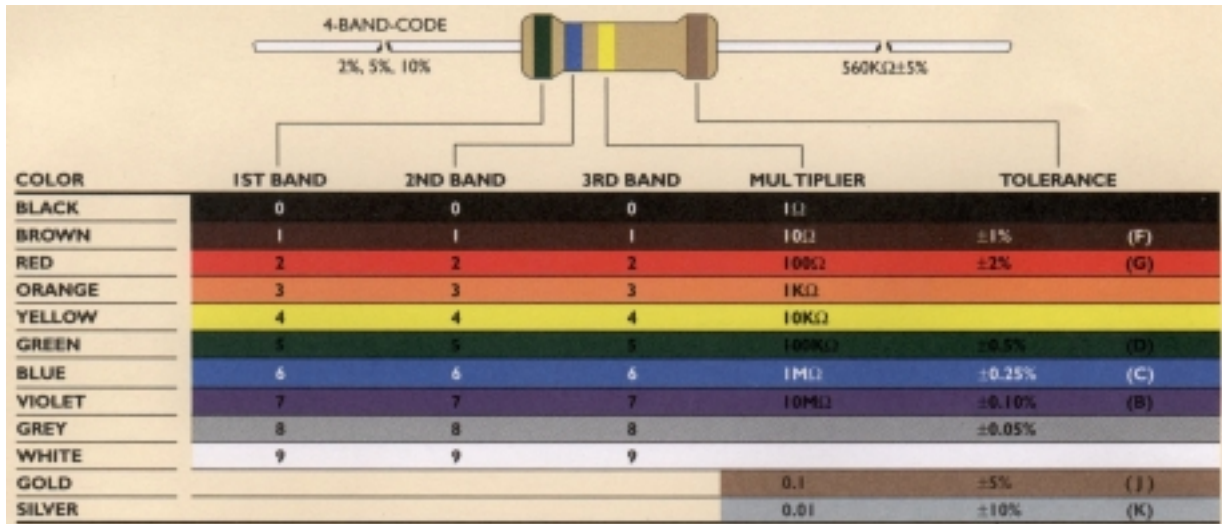 4-BAND-CODE
2%, 5%, 10%
560KΩ±5%
COLOR 1ST BAND 2ND BAND 3RD BAND MULTIPLIER TOLERANCE
BLACK 0 0 0 1Ω
BROWN 1 1 1 10Ω ±1% (F)
RED 2 2 2 100Ω ±2% (G)
ORANGE 3 3 3 1KΩ
YELLOW 4 4 4 10KΩ
GREEN 5 5 5 100KΩ ±0.5% (D)
BLUE 6 6 6 1MΩ ±0.25% (C)
VIOLET 7 7 7 10MΩ ±0.10% (B)
GREY 8 8 8 ±0.05%
WHITE 9 9 9
GOLD 0.1 ±5% (J)
SILVER 0.01 ±10% (K)